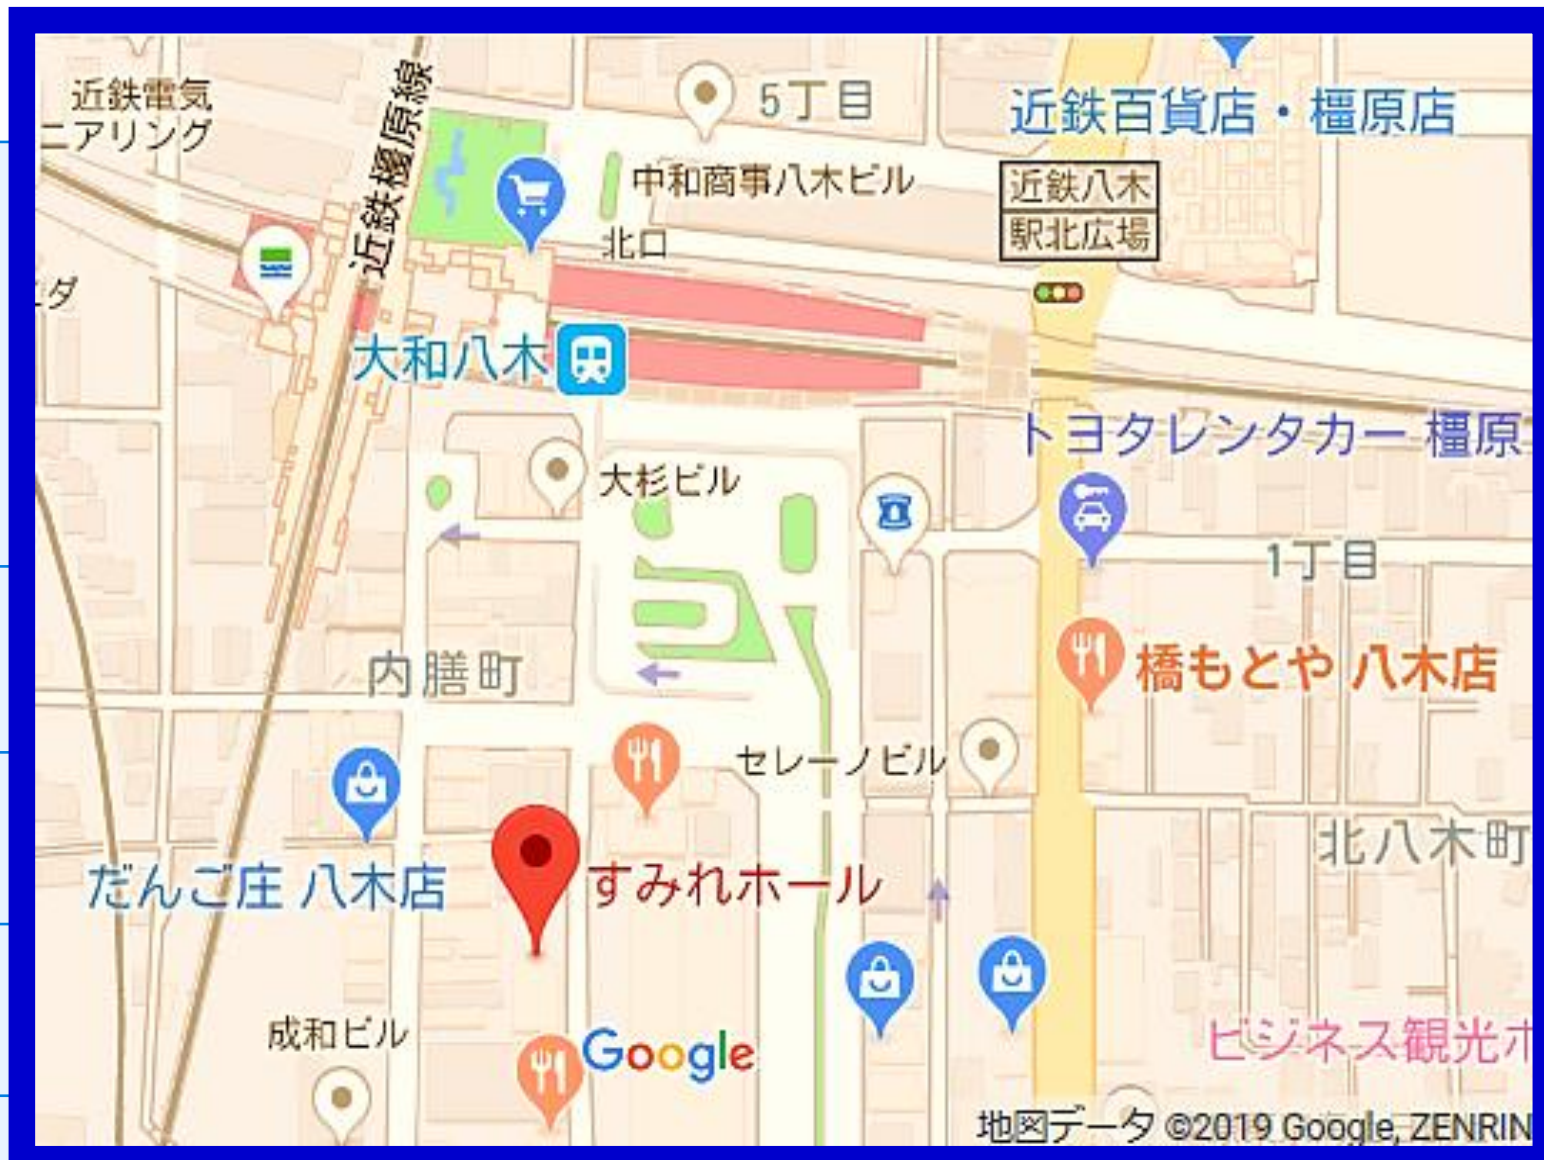 近鉄電気
ニアリング
近鉄橿原線
5丁目
近鉄百貨店・橿原店
中和商事八木ビル
近鉄八木
駅北広場
北口
大和八木
トヨタレンタカー 橿原
大杉ビル
1丁目
内膳町
橋もとや 八木店
セレーノビル
北八木町
だんご庄 八木店
すみれホール
成和ビル
Google
ビジネス観光ホ
地図データ ©2019 Google, ZENRIN